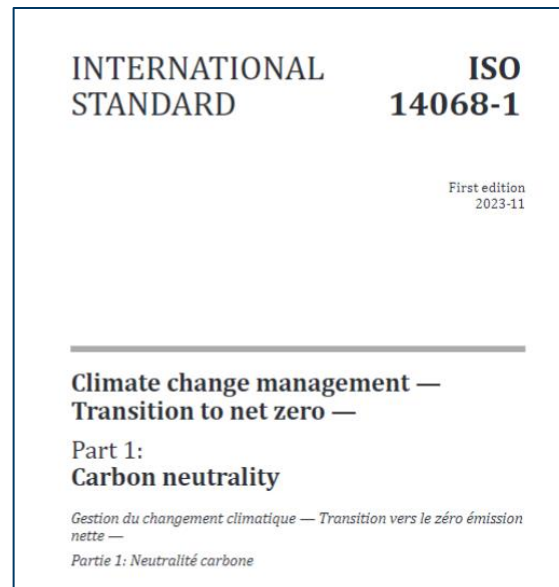 INTERNATIONAL STANDARD
ISO 14068-1
First edition
2023-11
Climate change management —
Transition to net zero —
Part 1:
Carbon neutrality
Gestion du changement climatique — Transition vers le zéro émission
nette —
Partie 1: Neutralité carbone